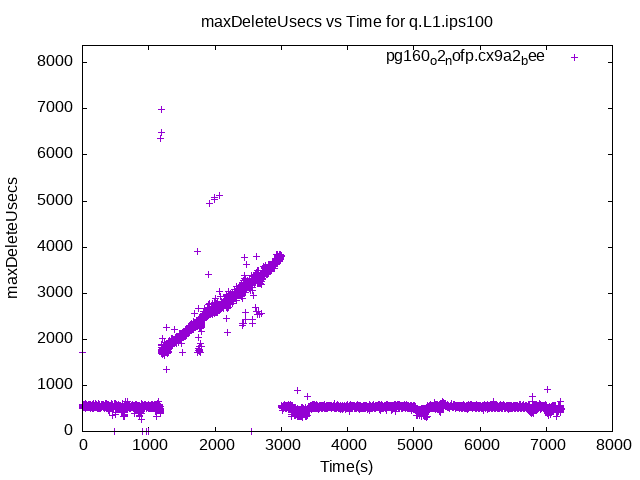 maxDeleteUsecs vs Time for q.L1.ips100
pg160o2nofp.cx9a2bee
8000
7000
6000
5000
4000
3000
2000
1000
0
maxDeleteUsecs
0 1000 2000 3000 4000 5000 6000 7000 8000
Time(s)